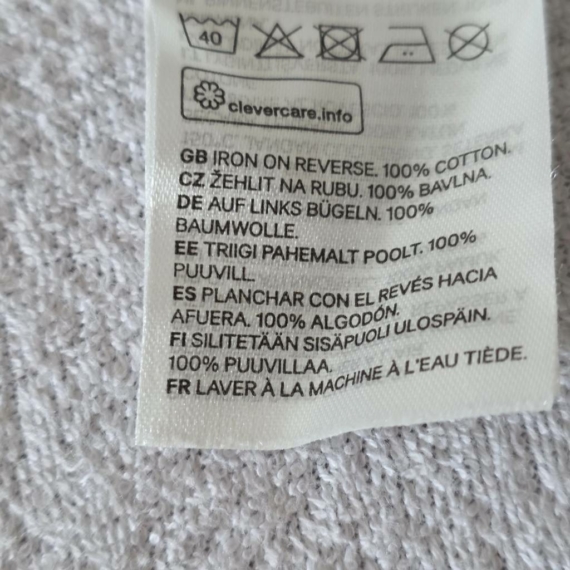 40
clevercare.info
GB IRON ON REVERSE. 100% COTTON.
CZ ŽEHLIT NA RUBU. 100% BAVLNA.
DE AUF LINKS BÜGELN. 100%
BAUMWOLLE.
EE TRIIGI PAHEMALT POOLT. 100%
PUUVILL.
ES PLANCHAR CON EL REVÉS HACIA
AFUERA. 100% ALGODÓN.
FI SILITETÄÄN SISÄPUOLI ULOSPÄIN.
100% PUUVILLAA.
FR LAVER À LA MACHINE À L'EAU TIÈDE.